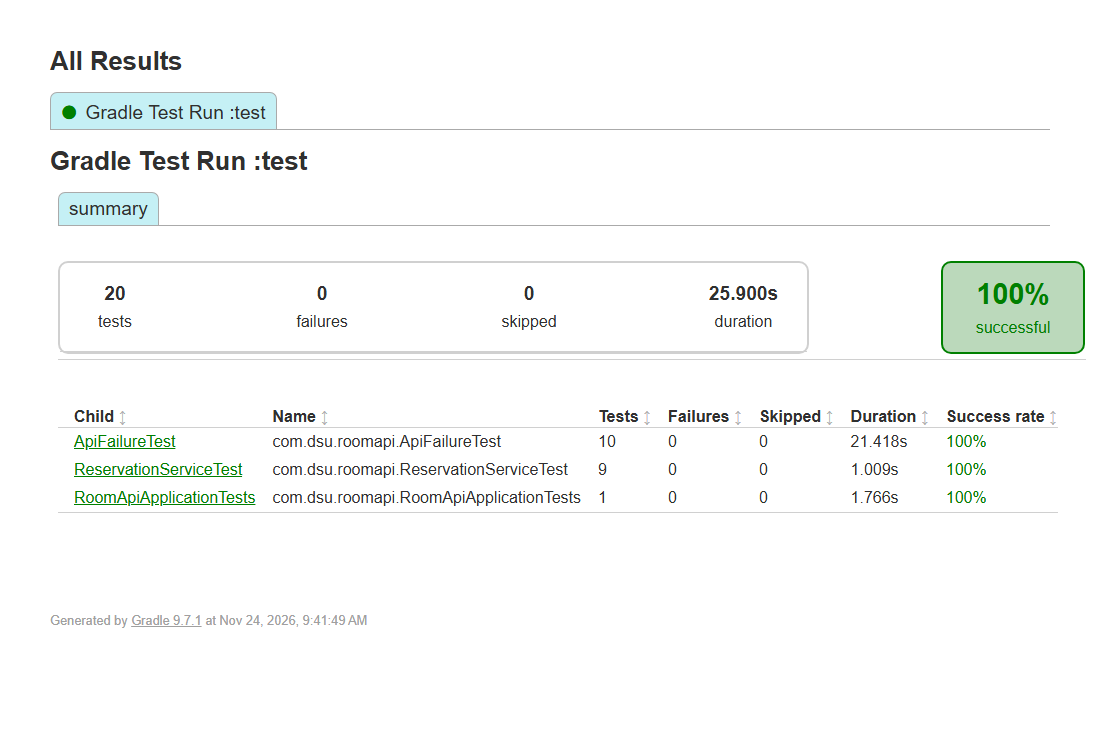 All Results
Gradle Test Run :test
Gradle Test Run :test
summary
20 0 0 25.900s
tests failures skipped duration
100%
successful
Child Name Tests Failures Skipped Duration Success rate
ApiFailureTest com.dsu.roomapi.ApiFailureTest 10 0 0 21.418s 100%
ReservationServiceTest com.dsu.roomapi.ReservationServiceTest 9 0 0 1.009s 100%
RoomApiApplicationTests com.dsu.roomapi.RoomApiApplicationTests 1 0 0 1.766s 100%
Generated by Gradle 9.7.1 at Nov 24, 2026, 9:41:49 AM